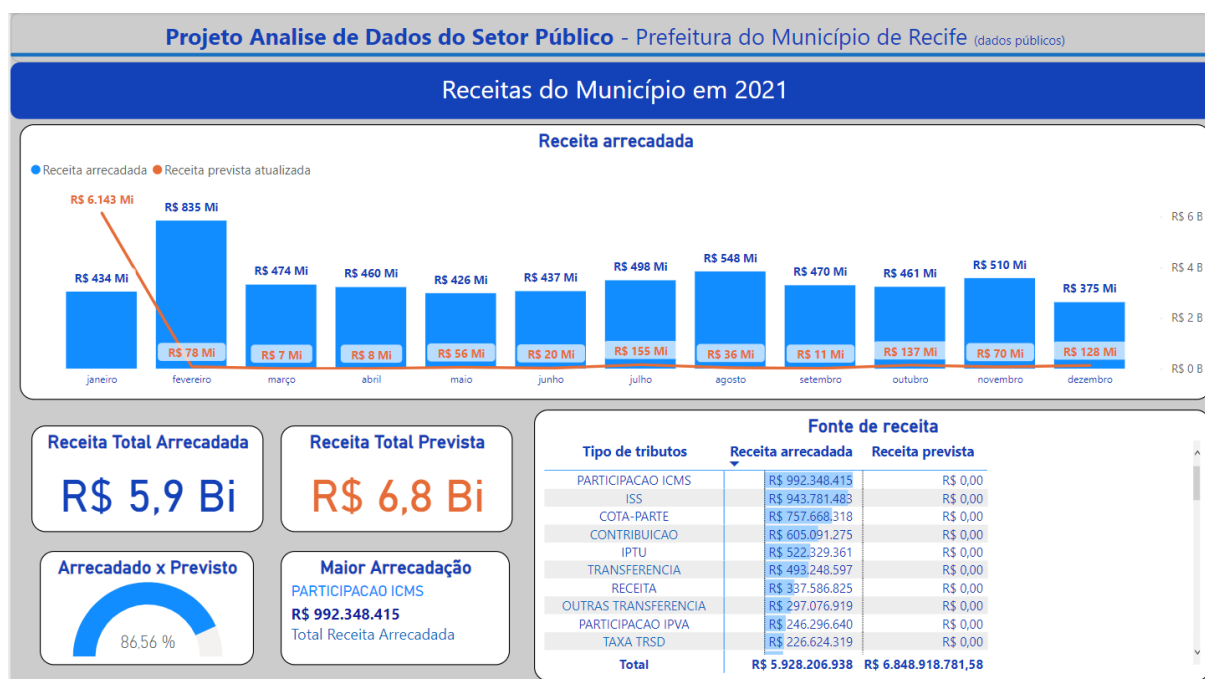 Projeto Analise de Dados do Setor Público - Prefeitura do Município de Recife (dados públicos)
Receitas do Município em 2021
Receita arrecadada
Receita arrecadada Receita prevista atualizada
R$ 6.143 Mi
R$ 835 Mi
R$ 434 Mi
R$ 474 Mi
R$ 460 Mi
R$ 426 Mi
R$ 437 Mi
R$ 498 Mi
R$ 548 Mi
R$ 470 Mi
R$ 461 Mi
R$ 510 Mi
R$ 375 Mi
R$ 6 B
R$ 4 B
R$ 2 B
R$ 0 B
R$ 78 Mi
R$ 7 Mi
R$ 8 Mi
R$ 56 Mi
R$ 20 Mi
R$ 155 Mi
R$ 36 Mi
R$ 11 Mi
R$ 137 Mi
R$ 70 Mi
R$ 128 Mi
janeiro fevereiro março abril maio junho julho agosto setembro outubro novembro dezembro
Receita Total Arrecadada
R$ 5,9 Bi
Receita Total Prevista
R$ 6,8 Bi
Arrecadado x Previsto
86,56 %
Maior Arrecadação
PARTICIPACAO ICMS
R$ 992.348.415
Total Receita Arrecadada
Fonte de receita
Tipo de tributos Receita arrecadada Receita prevista
PARTICIPACAO ICMS R$ 992.348.415 R$ 0,00
ISS R$ 943.781.483 R$ 0,00
COTA-PARTE R$ 757.668.318 R$ 0,00
CONTRIBUICAO R$ 605.091.275 R$ 0,00
IPTU R$ 522.329.361 R$ 0,00
TRANSFERENCIA R$ 493.248.597 R$ 0,00
RECEITA R$ 337.586.825 R$ 0,00
OUTRAS TRANSFERENCIA R$ 297.076.919 R$ 0,00
PARTICIPACAO IPVA R$ 246.296.640 R$ 0,00
TAXA TRSD R$ 226.624.319 R$ 0,00
Total R$ 5.928.206.938 R$ 6.848.918.781,58